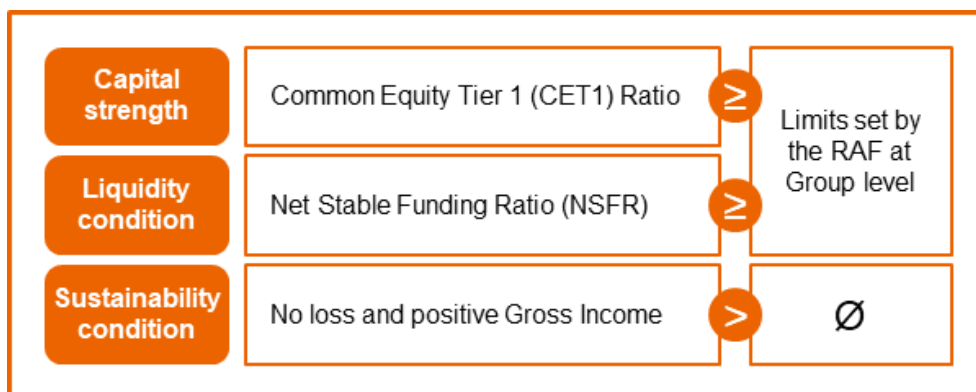 Capital
strength
Common Equity Tier 1 (CET1) Ratio
≥
Limits set by
the RAF at
Group level
Liquidity
condition
Net Stable Funding Ratio (NSFR)
≥
Sustainability
condition
No loss and positive Gross Income
>
Ø